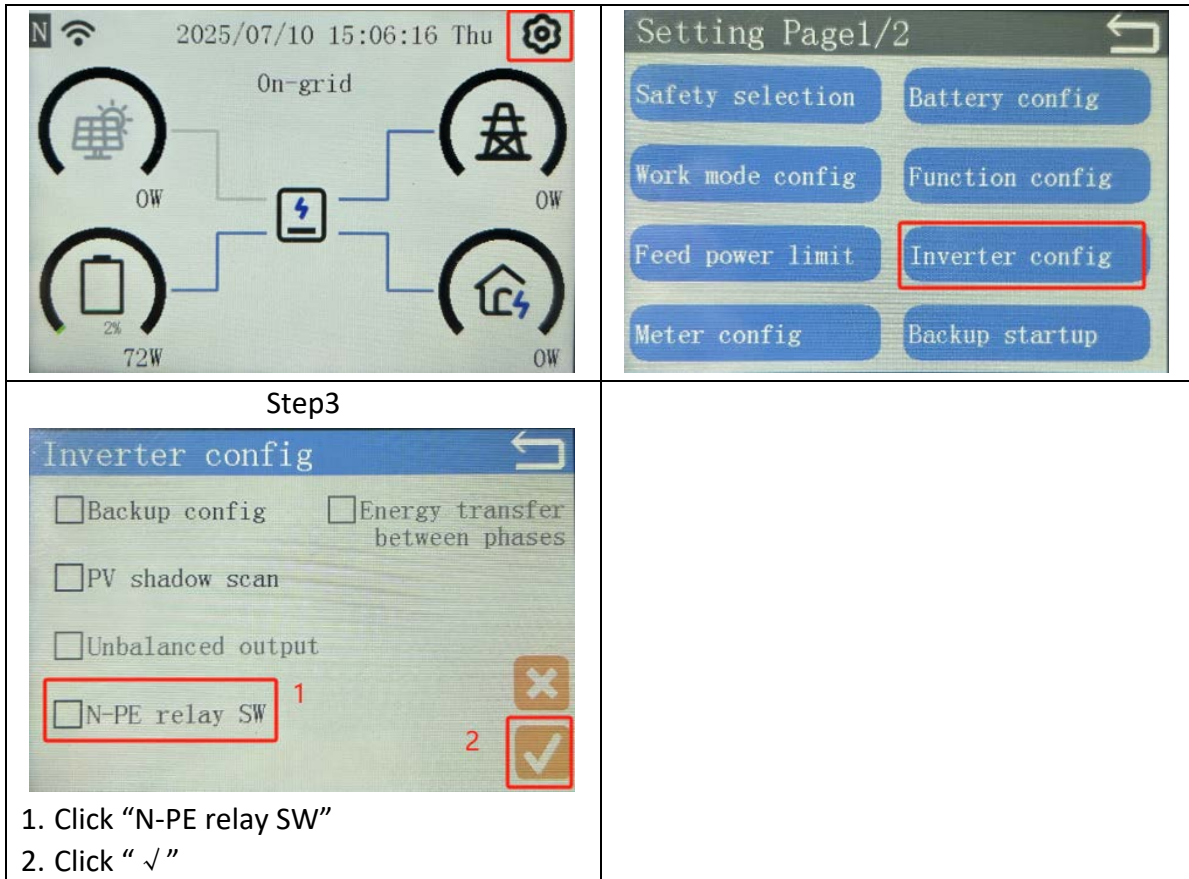 N 2025/07/10 15:06:16 Thu
On-grid
0W
0W
2%
72W
0W
Setting Page1/2
Safety selection
Battery config
Work mode config
Function config
Feed power limit
Inverter config
Meter config
Backup startup
Step3
Inverter config
Backup config
Energy transfer
between phases
PV shadow scan
Unbalanced output
N-PE relay SW
1
2
1. Click “N-PE relay SW”
2. Click “ √ ”